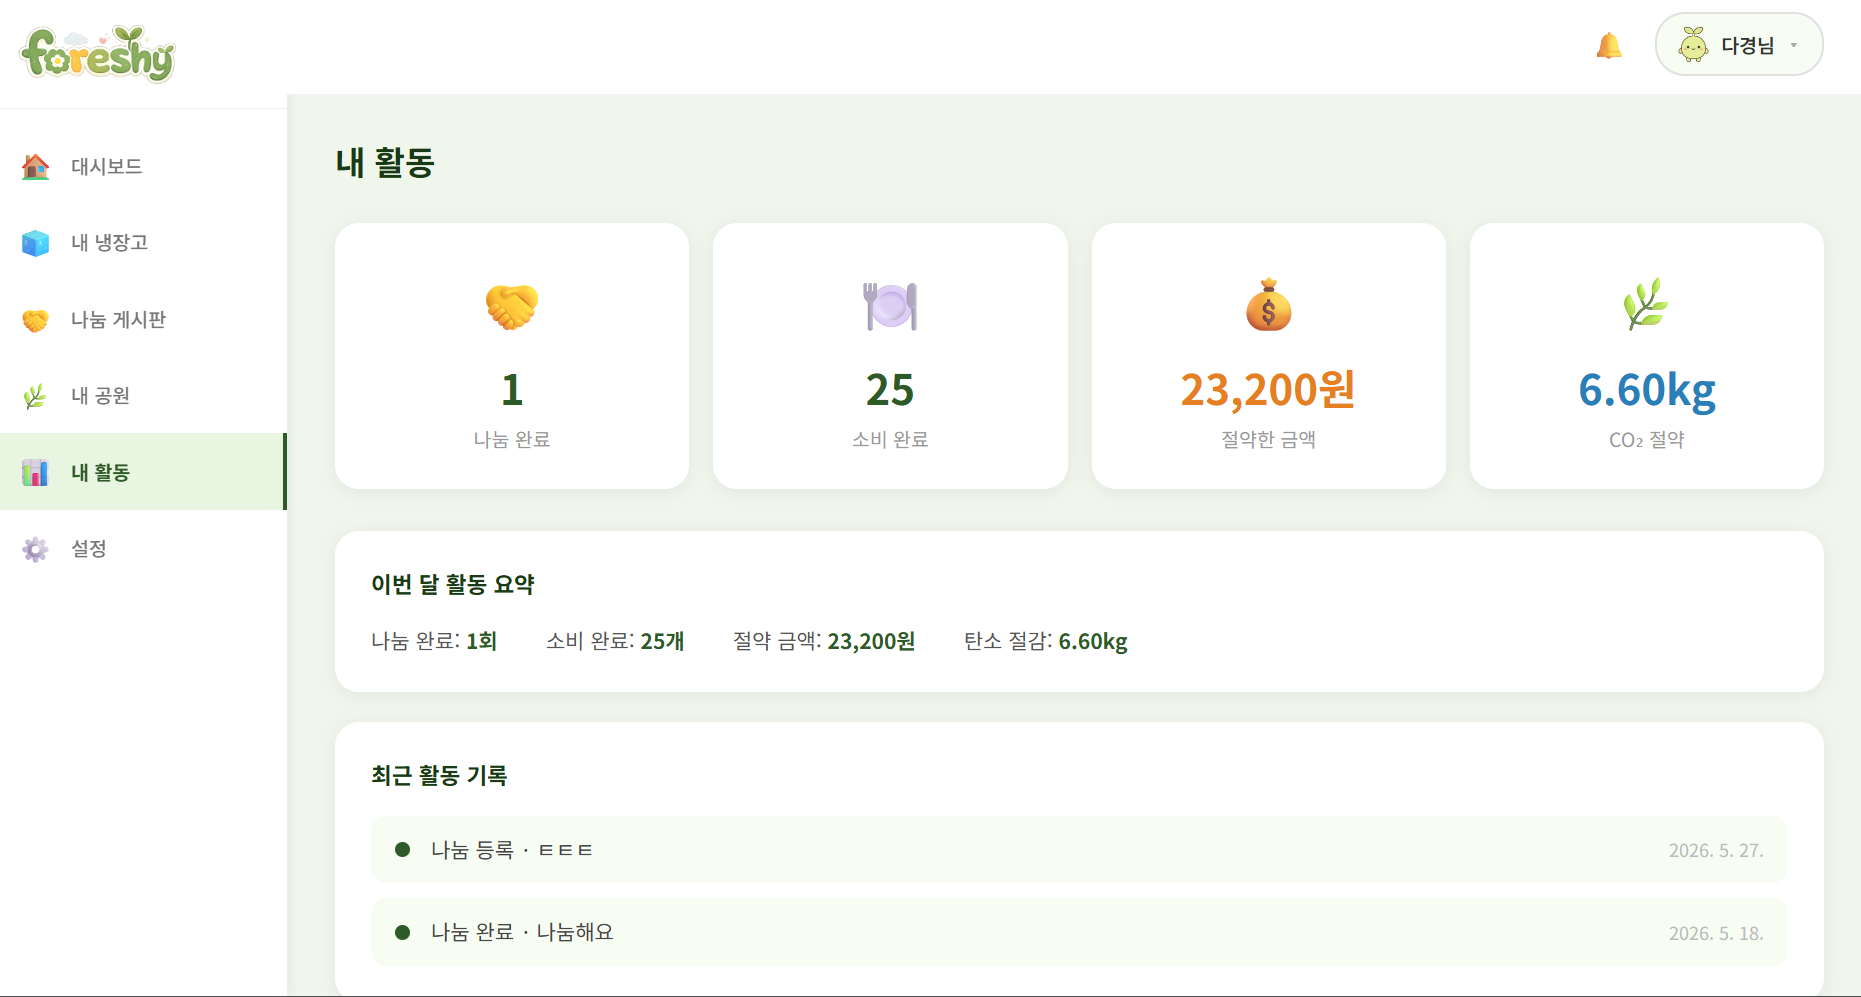 foreshy
다경님
대시보드
내 냉장고
나눔 게시판
내 공원
내 활동
설정
내 활동
1
나눔 완료
25
소비 완료
23,200원
절약한 금액
6.60kg
CO₂ 절약
이번 달 활동 요약
나눔 완료: 1회 소비 완료: 25개 절약 금액: 23,200원 탄소 절감: 6.60kg
최근 활동 기록
나눔 등록 · ㅌㅌㅌ 2026. 5. 27.
나눔 완료 · 나눔해요 2026. 5. 18.